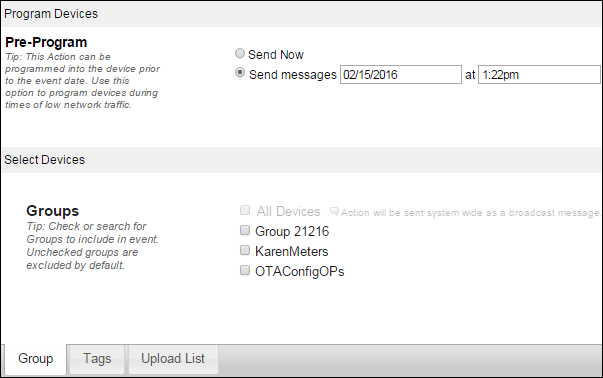 Program Devices
Pre-Program
Tip: This Action can be
programmed into the device prior
to the event date. Use this
option to program devices during
times of low network traffic.
Send Now
Send messages 02/15/2016 at 1:22pm
Select Devices
Groups
Tip: Check or search for
Groups to include in event.
Unchecked groups are
excluded by default.
All Devices Action will be sent system wide as a broadcast message.
Group 21216
KarenMeters
OTAConfigOPs
Group Tags Upload List